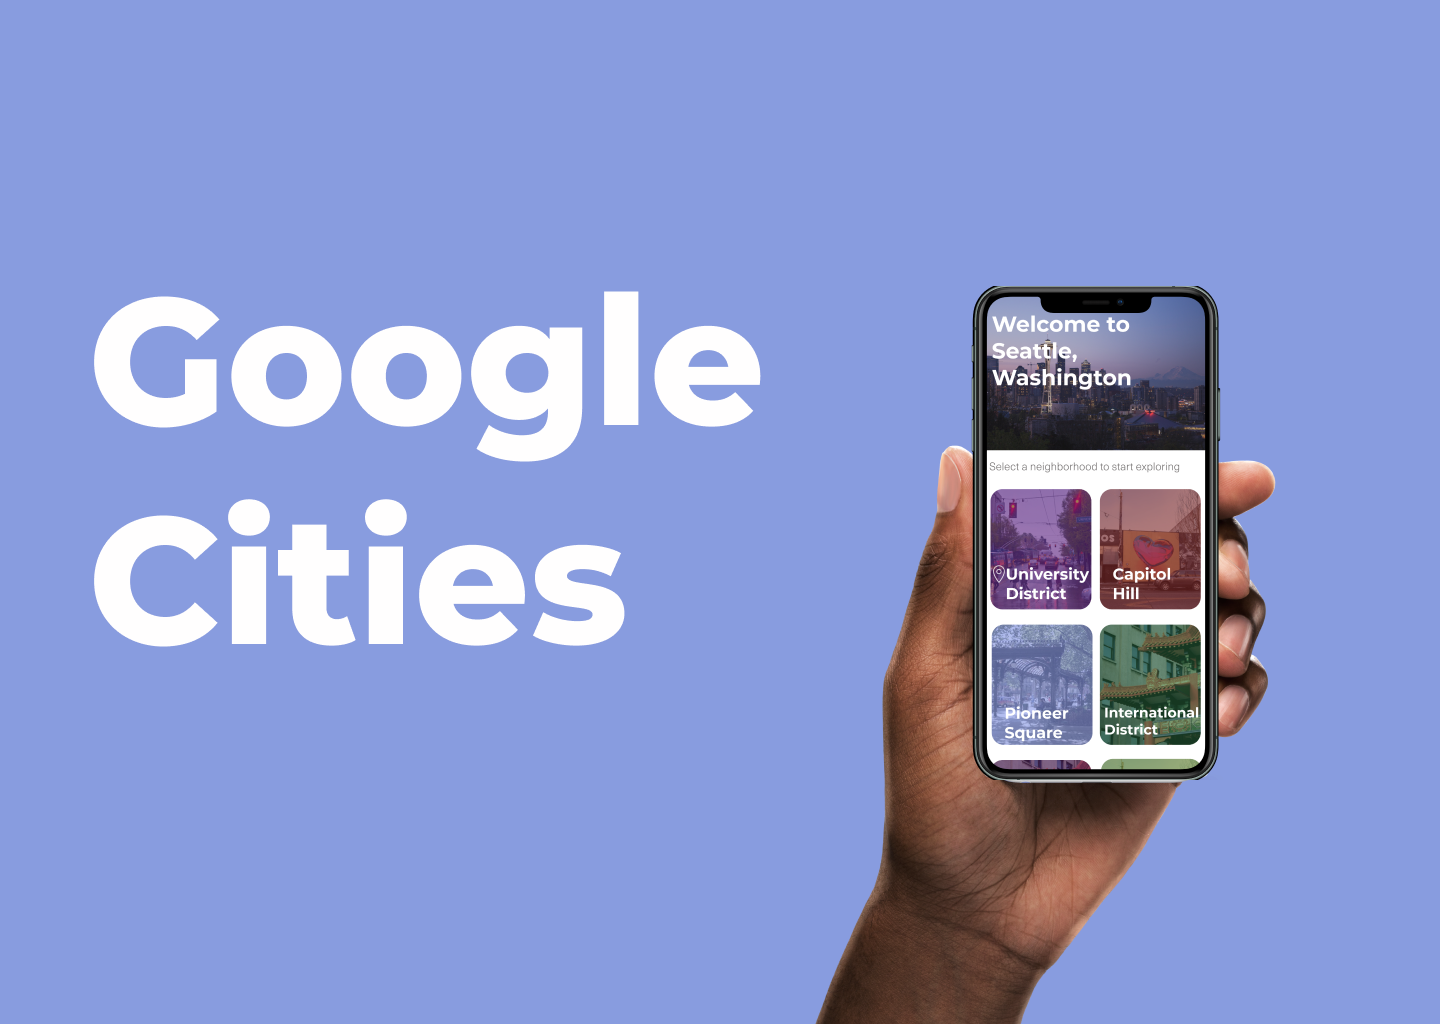 Google
Cities
Welcome to
Seattle,
Washington
Select a neighborhood to start exploring
University
District
Capitol
Hill
Pioneer
Square
International
District